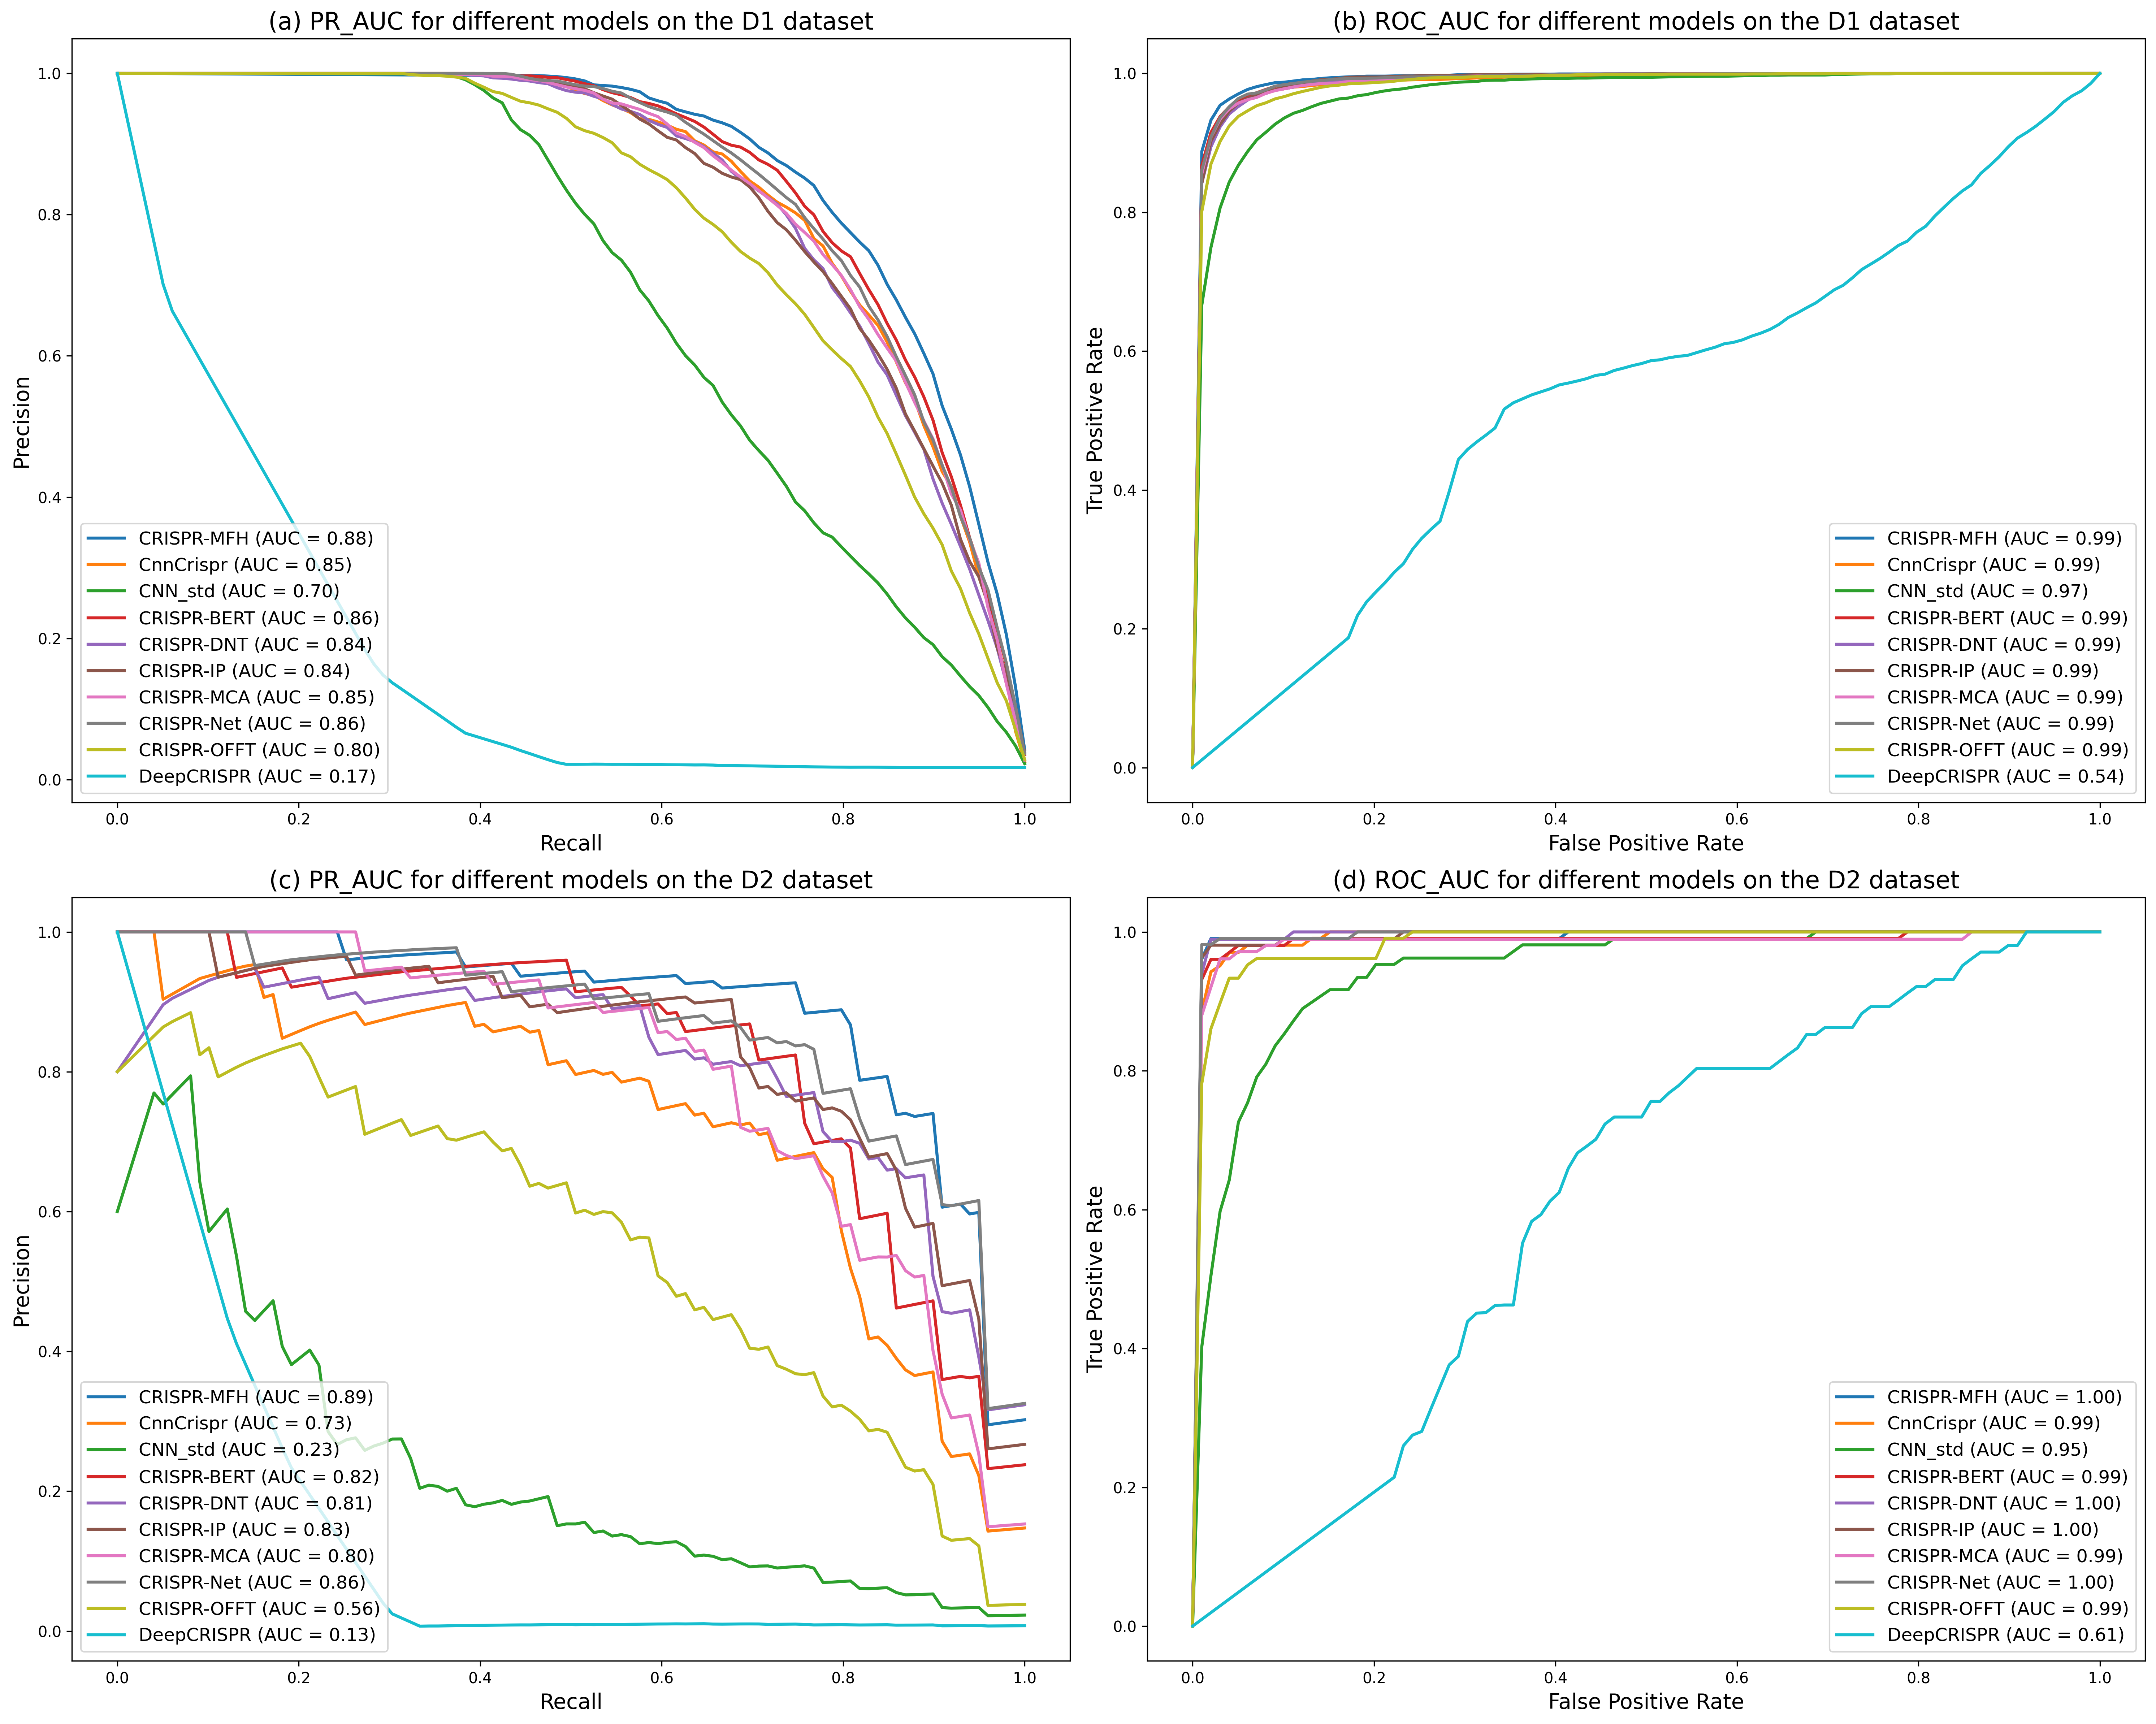 (a) PR_AUC for different models on the D1 dataset
1.0
0.8
0.6
0.4
0.2
0.0
Precision
CRISPR-MFH (AUC = 0.88)
CnnCrispr (AUC = 0.85)
CNN_std (AUC = 0.70)
CRISPR-BERT (AUC = 0.86)
CRISPR-DNT (AUC = 0.84)
CRISPR-IP (AUC = 0.84)
CRISPR-MCA (AUC = 0.85)
CRISPR-Net (AUC = 0.86)
CRISPR-OFFT (AUC = 0.80)
DeepCRISPR (AUC = 0.17)
0.0 0.2 0.4 0.6 0.8 1.0
Recall
(b) ROC_AUC for different models on the D1 dataset
1.0
0.8
0.6
0.4
0.2
0.0
True Positive Rate
CRISPR-MFH (AUC = 0.99)
CnnCrispr (AUC = 0.99)
CNN_std (AUC = 0.97)
CRISPR-BERT (AUC = 0.99)
CRISPR-DNT (AUC = 0.99)
CRISPR-IP (AUC = 0.99)
CRISPR-MCA (AUC = 0.99)
CRISPR-Net (AUC = 0.99)
CRISPR-OFFT (AUC = 0.99)
DeepCRISPR (AUC = 0.54)
0.0 0.2 0.4 0.6 0.8 1.0
False Positive Rate
(c) PR_AUC for different models on the D2 dataset
1.0
0.8
0.6
0.4
0.2
0.0
Precision
CRISPR-MFH (AUC = 0.89)
CnnCrispr (AUC = 0.73)
CNN_std (AUC = 0.23)
CRISPR-BERT (AUC = 0.82)
CRISPR-DNT (AUC = 0.81)
CRISPR-IP (AUC = 0.83)
CRISPR-MCA (AUC = 0.80)
CRISPR-Net (AUC = 0.86)
CRISPR-OFFT (AUC = 0.56)
DeepCRISPR (AUC = 0.13)
0.0 0.2 0.4 0.6 0.8 1.0
Recall
(d) ROC_AUC for different models on the D2 dataset
1.0
0.8
0.6
0.4
0.2
0.0
True Positive Rate
CRISPR-MFH (AUC = 1.00)
CnnCrispr (AUC = 0.99)
CNN_std (AUC = 0.95)
CRISPR-BERT (AUC = 0.99)
CRISPR-DNT (AUC = 1.00)
CRISPR-IP (AUC = 1.00)
CRISPR-MCA (AUC = 0.99)
CRISPR-Net (AUC = 1.00)
CRISPR-OFFT (AUC = 0.99)
DeepCRISPR (AUC = 0.61)
0.0 0.2 0.4 0.6 0.8 1.0
False Positive Rate